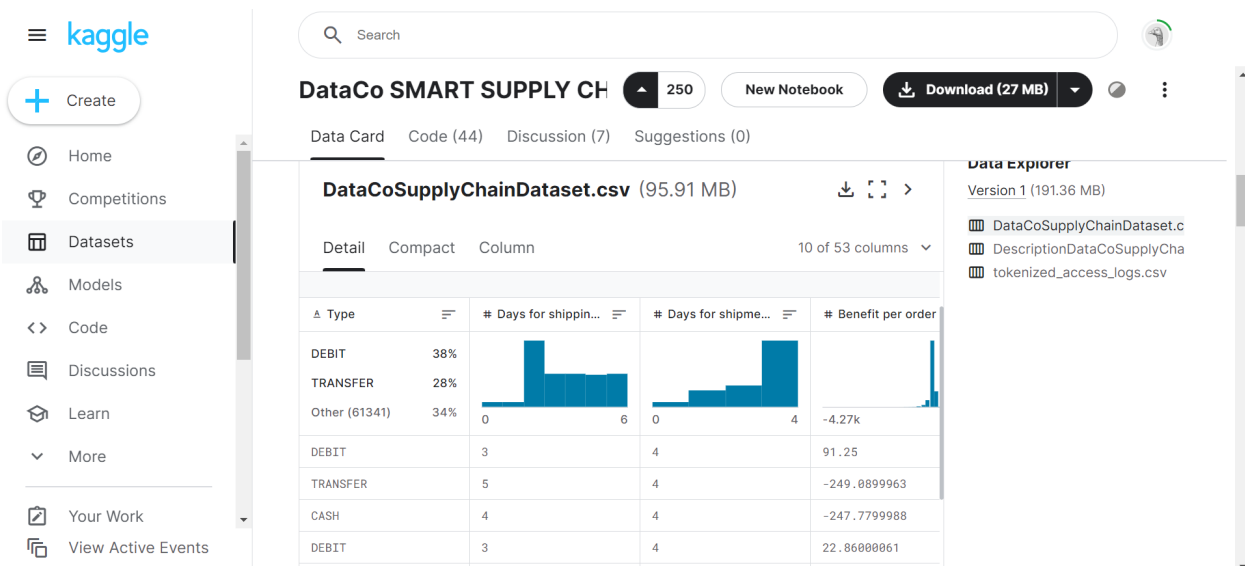 kaggle
Search
Create
Home
Competitions
Datasets
Models
Code
Discussions
Learn
More
Your Work
View Active Events
DataCo SMART SUPPLY CH
250
New Notebook
Download (27 MB)
Data Card Code (44) Discussion (7) Suggestions (0)
DataCoSupplyChainDataset.csv (95.91 MB)
Detail Compact Column 10 of 53 columns
Type # Days for shippin... # Days for shipme... # Benefit per order
DEBIT 38%
TRANSFER 28%
Other (61341) 34%
0 6 0 4 -4.27k
DEBIT 3 4 91.25
TRANSFER 5 4 -249.0899963
CASH 4 4 -247.7799988
DEBIT 3 4 22.86000061
Data Explorer
Version 1 (191.36 MB)
DataCoSupplyChainDataset.c
DescriptionDataCoSupplyCha
tokenized_access_logs.csv